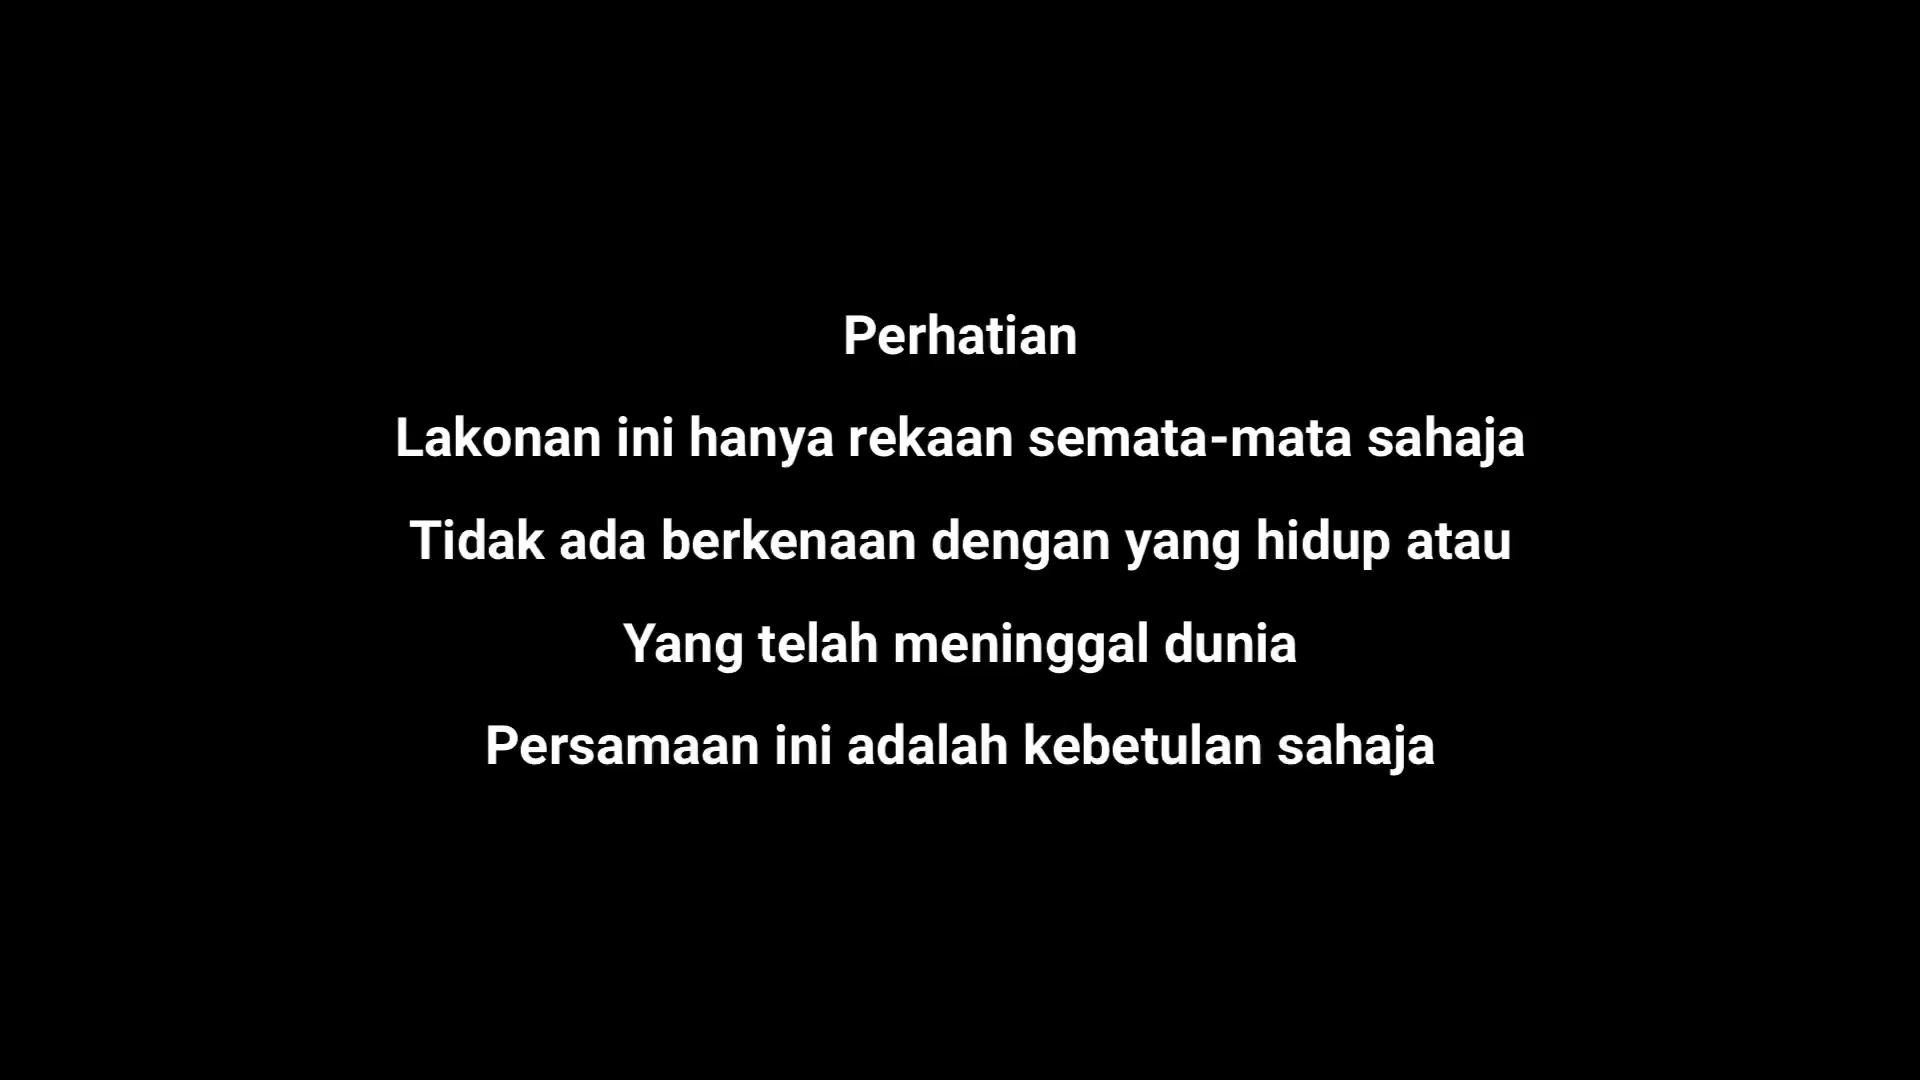 Perhatian
Lakonan ini hanya rekaan semata-mata sahaja
Tidak ada berkenaan dengan yang hidup atau
Yang telah meninggal dunia
Persamaan ini adalah kebetulan sahaja